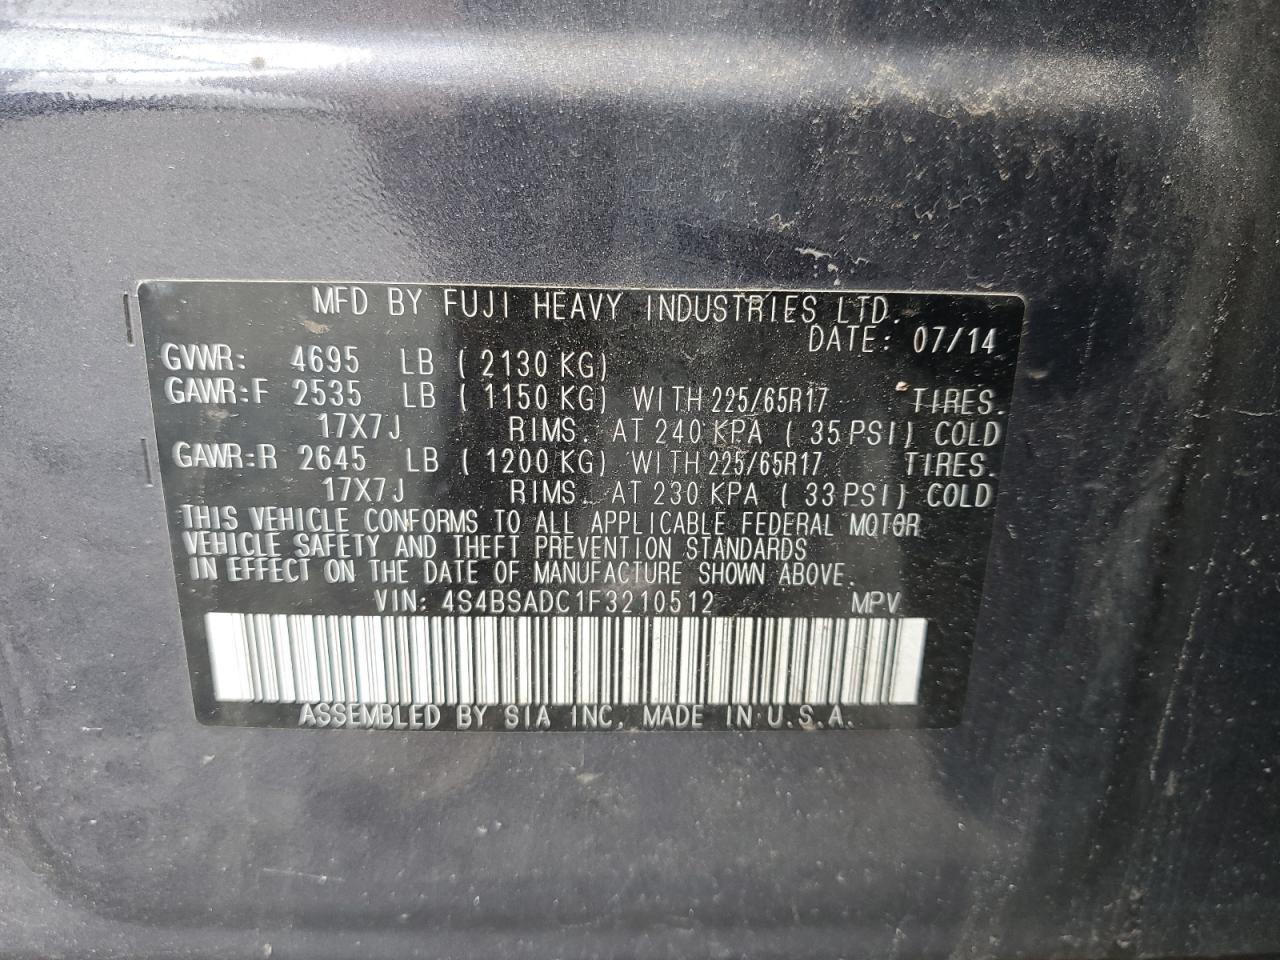 MFD BY FUJI HEAVY INDUSTRIES LTD.
DATE: 07/14
GVWR: 4695 LB ( 2130 KG)
GAWR:F 2535 LB ( 1150 KG) WITH 225/65R17 TIRES.
17X7J RIMS. AT 240 KPA ( 35 PSI) COLD
GAWR:R 2645 LB ( 1200 KG) WITH 225/65R17 TIRES.
17X7J RIMS. AT 230 KPA ( 33 PSI) COLD
THIS VEHICLE CONFORMS TO ALL APPLICABLE FEDERAL MOTOR
VEHICLE SAFETY AND THEFT PREVENTION STANDARDS
IN EFFECT ON THE DATE OF MANUFACTURE SHOWN ABOVE.
VIN: 4S4BSADC1F3210512 MPV
ASSEMBLED BY SIA INC. MADE IN U.S.A.